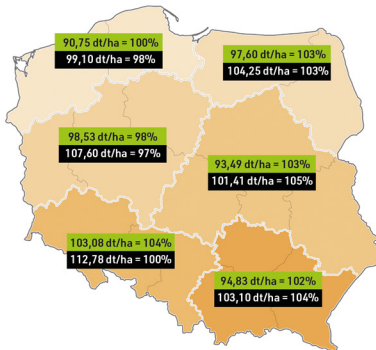 90,75 dt/ha = 100%
99,10 dt/ha = 98%
97,60 dt/ha = 103%
104,25 dt/ha = 103%
98,53 dt/ha = 98%
107,60 dt/ha = 97%
93,49 dt/ha = 103%
101,41 dt/ha = 105%
103,08 dt/ha = 104%
112,78 dt/ha = 100%
94,83 dt/ha = 102%
103,10 dt/ha = 104%